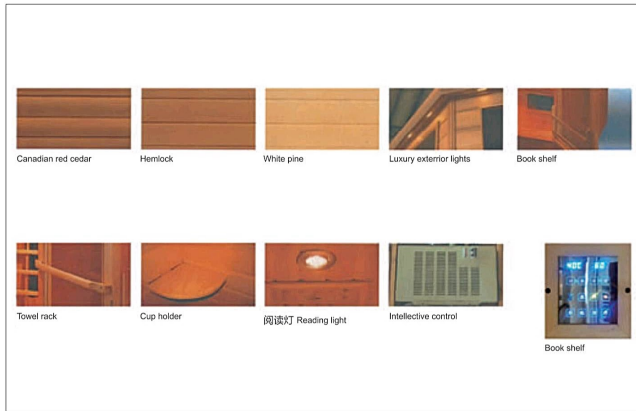 Canadian red cedar
Hemlock
White pine
Luxury exterrior lights
Book shelf
Towel rack
Cup holder
阅读灯 Reading light
Intellective control
Book shelf